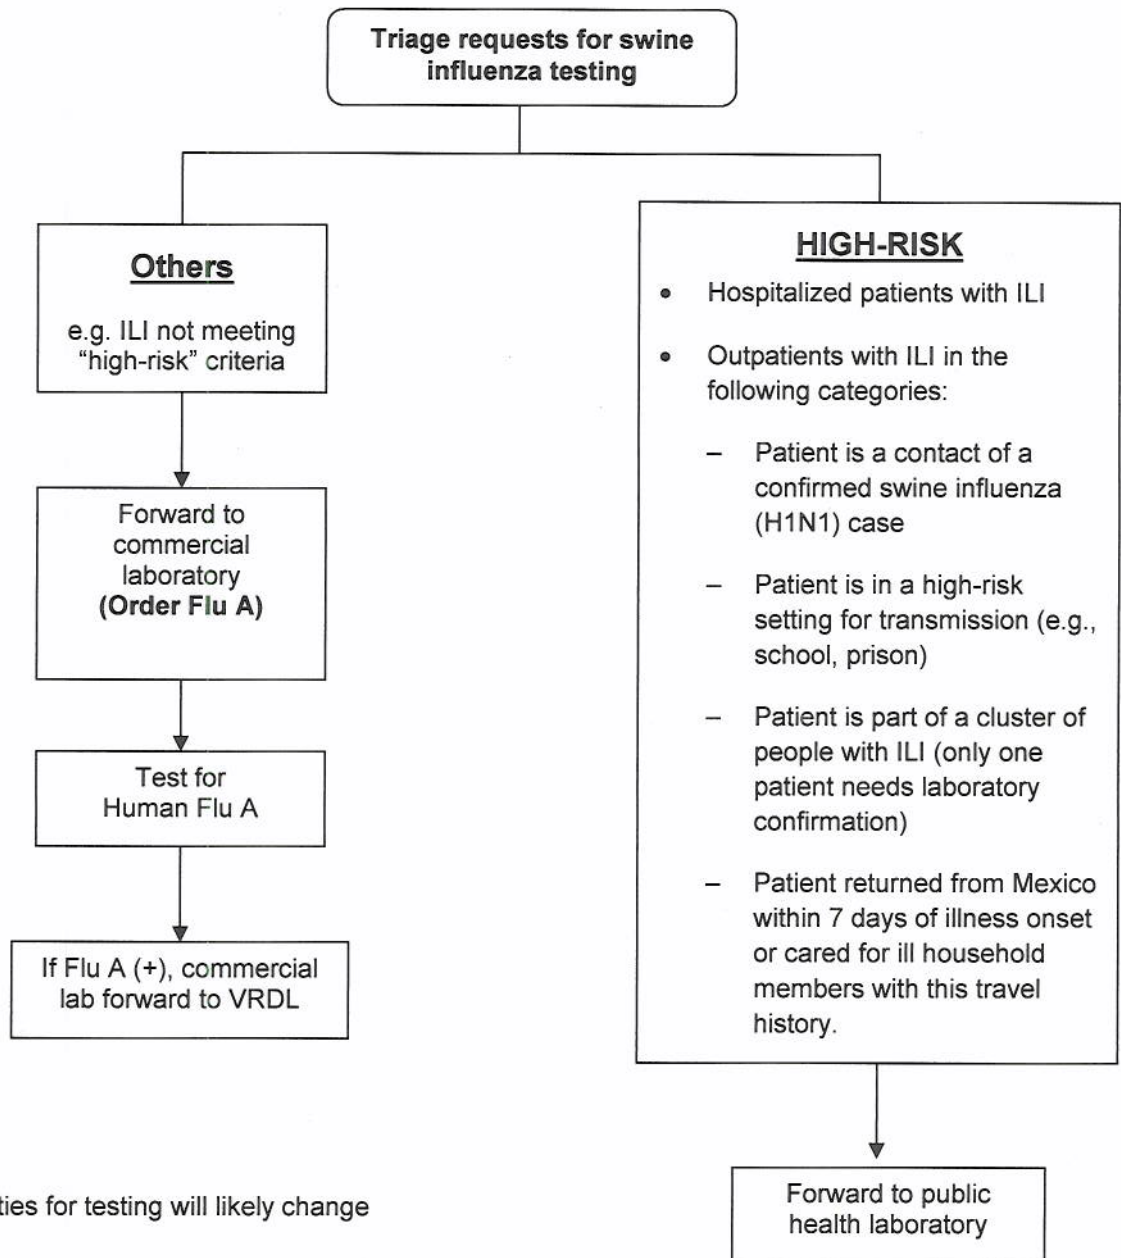 Triage requests for swine
influenza testing
Others
e.g. ILI not meeting
“high-risk” criteria
Forward to
commercial
laboratory
(Order Flu A)
Test for
Human Flu A
If Flu A (+), commercial
lab forward to VRDL
HIGH-RISK
• Hospitalized patients with ILI
• Outpatients with ILI in the
following categories:
– Patient is a contact of a
confirmed swine influenza
(H1N1) case
– Patient is in a high-risk
setting for transmission (e.g.,
school, prison)
– Patient is part of a cluster of
people with ILI (only one
patient needs laboratory
confirmation)
– Patient returned from Mexico
within 7 days of illness onset
or cared for ill household
members with this travel
history.
Forward to public
health laboratory
for testing will likely change